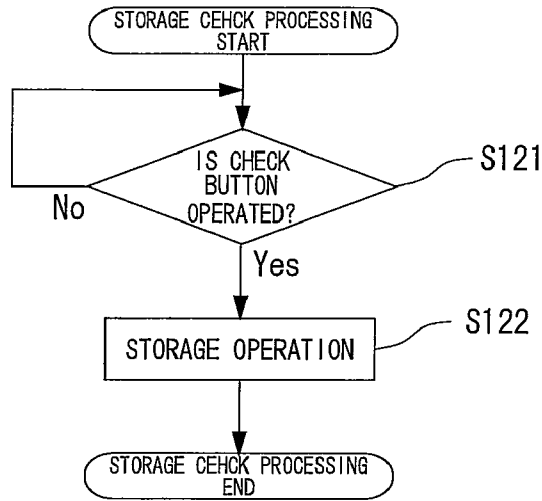 STORAGE CEHCK PROCESSING
START
IS CHECK
BUTTON
OPERATED?
S121
No
Yes
STORAGE OPERATION
S122
STORAGE CEHCK PROCESSING
END